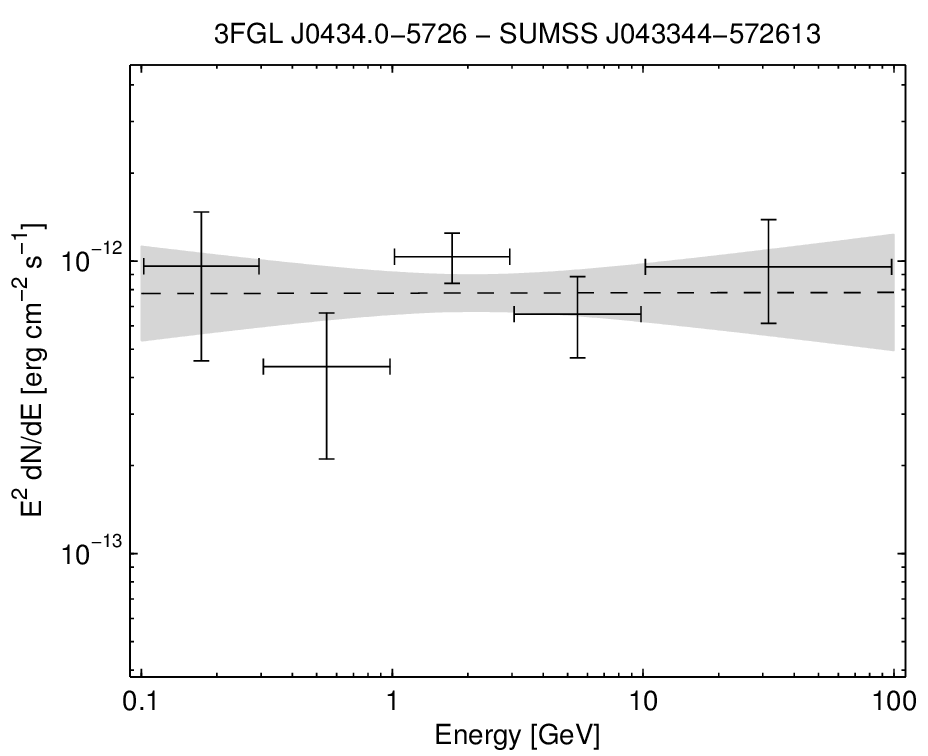 3FGL J0434.0−5726 − SUMSS J043344−572613
E² dN/dE [erg cm⁻² s⁻¹]
10⁻¹²
10⁻¹³
0.1 1 10 100
Energy [GeV]